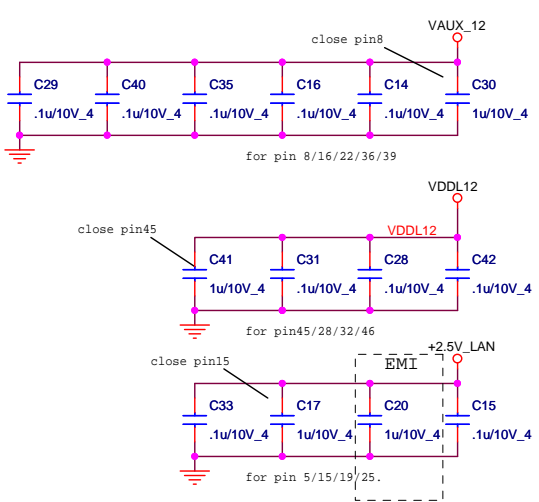 VAUX_12
close pin8
C29 C40 C35 C16 C14 C30
.1u/10V_4 .1u/10V_4 .1u/10V_4 .1u/10V_4 .1u/10V_4 1u/10V_4
for pin 8/16/22/36/39
VDDL12
close pin45
VDDL12
C41 C31 C28 C42
1u/10V_4 .1u/10V_4 .1u/10V_4 .1u/10V_4
for pin45/28/32/46
+2.5V_LAN
close pin15
EMI
C33 C17 C20 C15
.1u/10V_4 1u/10V_4 1u/10V_4 .1u/10V_4
for pin 5/15/19/25.